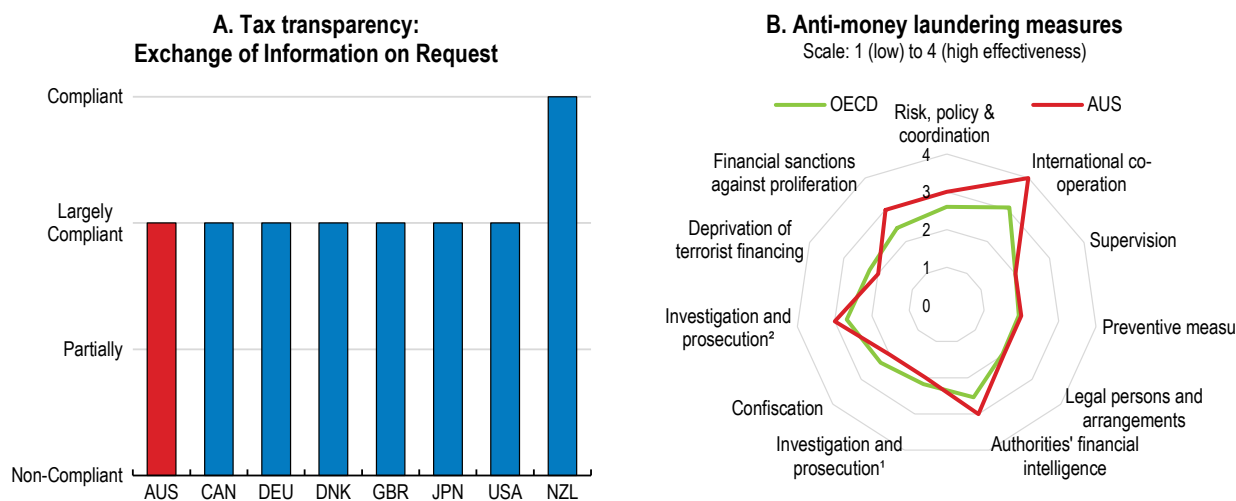 A. Tax transparency:
Exchange of Information on Request
Compliant
Largely
Compliant
Partially
Non-Compliant
AUS CAN DEU DNK GBR JPN USA NZL
B. Anti-money laundering measures
Scale: 1 (low) to 4 (high effectiveness)
OECD AUS
Risk, policy &
coordination
International co-
operation
Supervision
Preventive measu
Legal persons and
arrangements
Authorities' financial
intelligence
Investigation and
prosecution¹
Confiscation
Investigation and
prosecution²
Deprivation of
terrorist financing
Financial sanctions
against proliferation
4
3
2
1
0